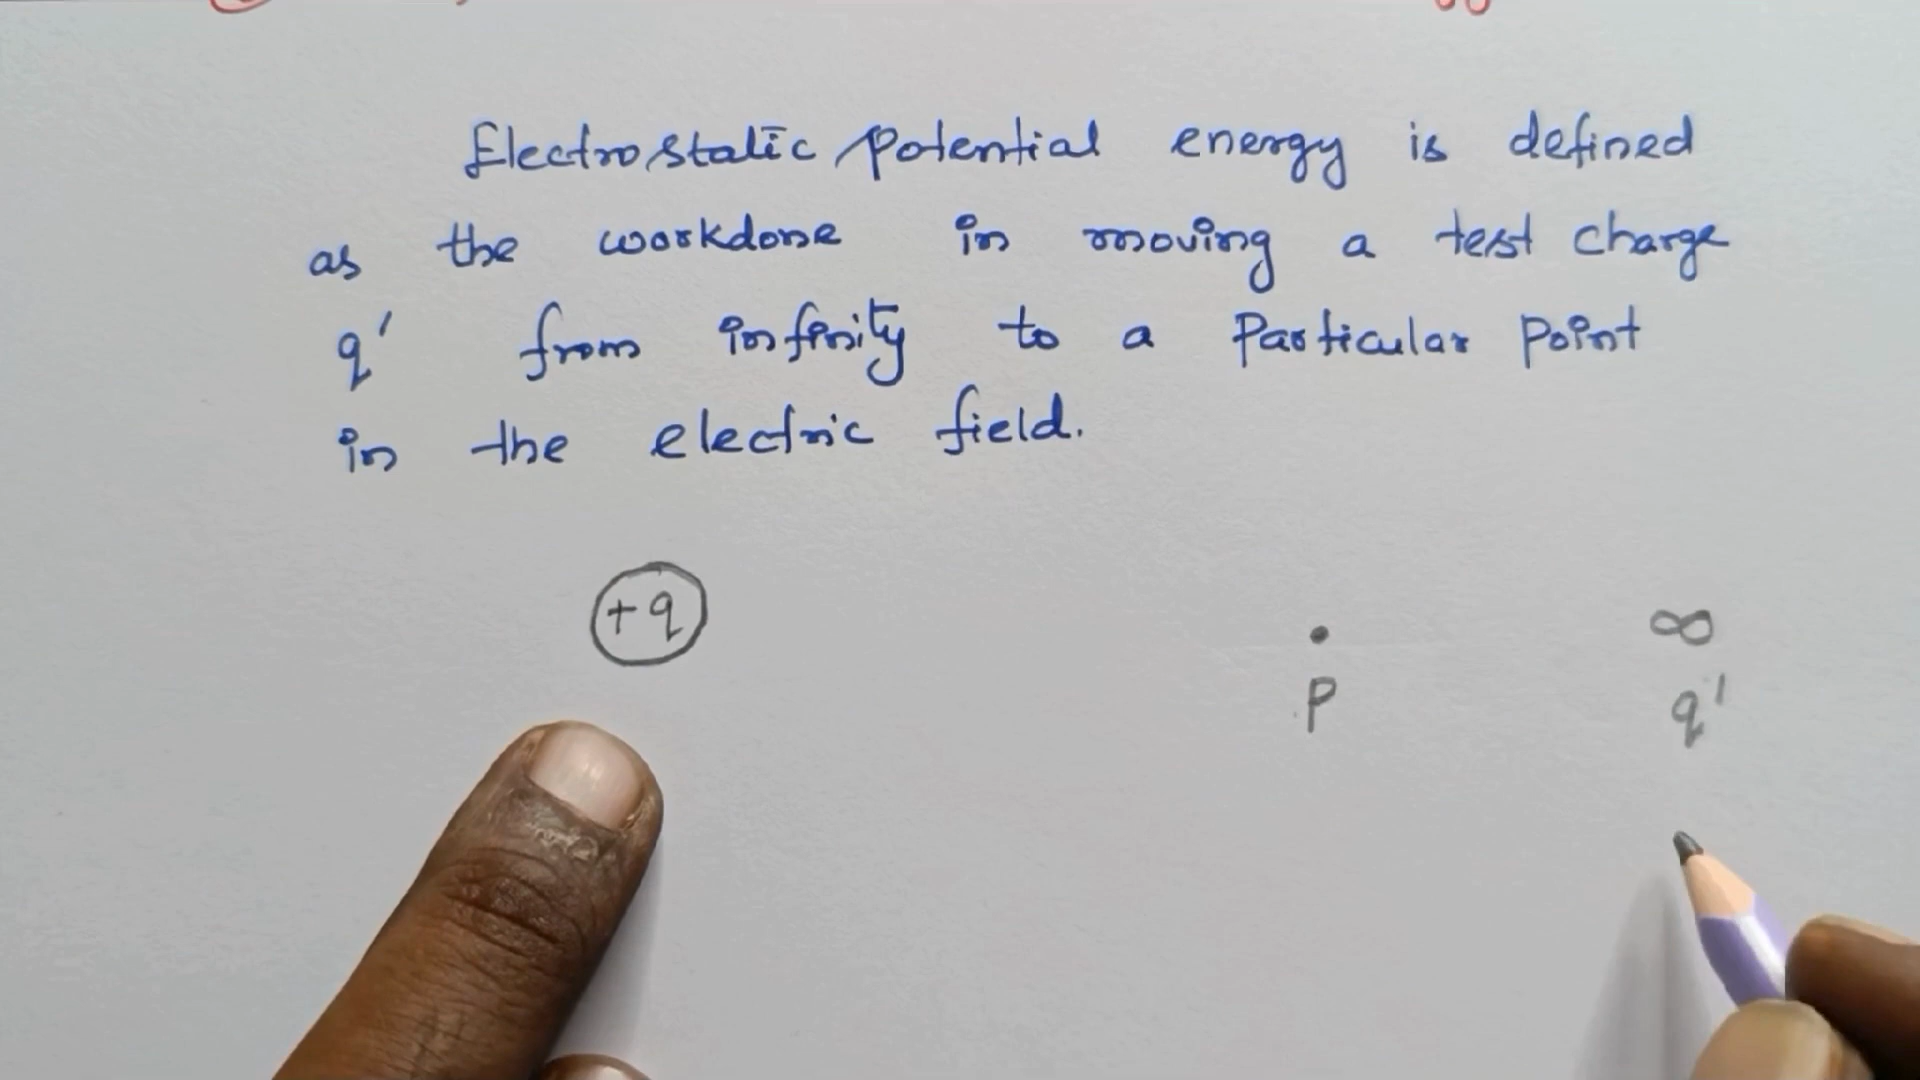 Electrostatic potential energy is defined
as the workdone in moving a test charge
q' from infinity to a Particular Point
in the electric field.
+q
∞
P
q'